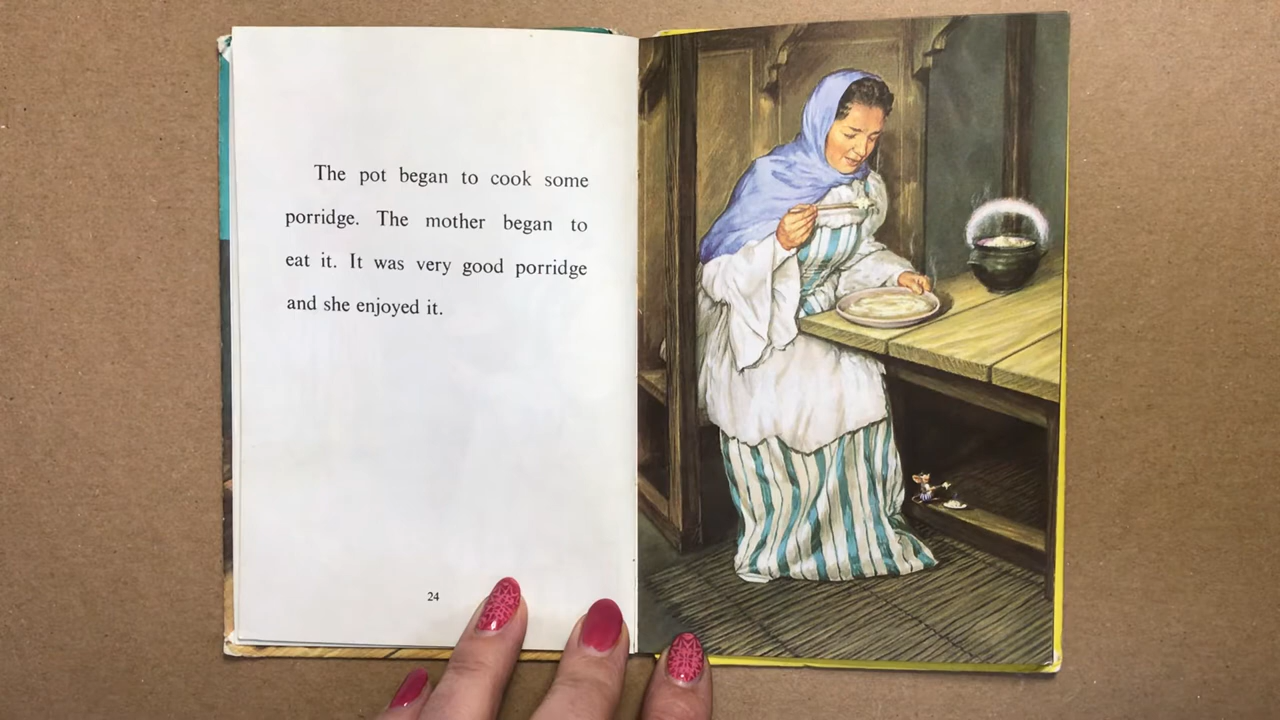 The pot began to cook some
porridge. The mother began to
eat it. It was very good porridge
and she enjoyed it.
24